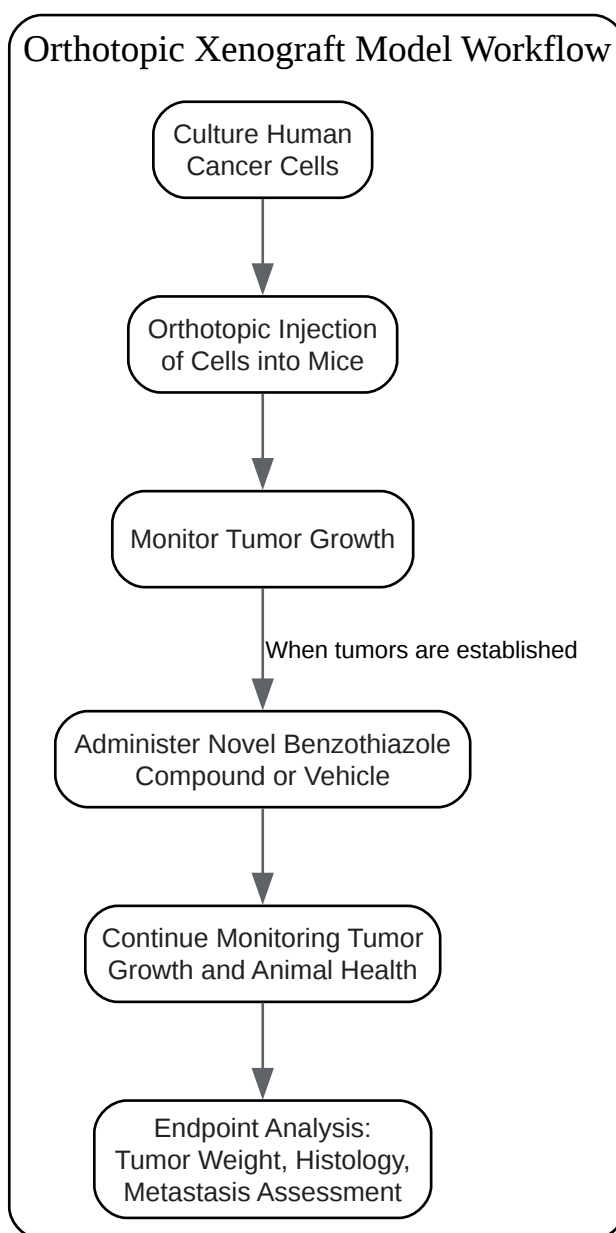 Orthotopic Xenograft Model Workflow
Culture Human
Cancer Cells
Orthotopic Injection
of Cells into Mice
Monitor Tumor Growth
When tumors are established
Administer Novel Benzothiazole
Compound or Vehicle
Continue Monitoring Tumor
Growth and Animal Health
Endpoint Analysis:
Tumor Weight, Histology,
Metastasis Assessment